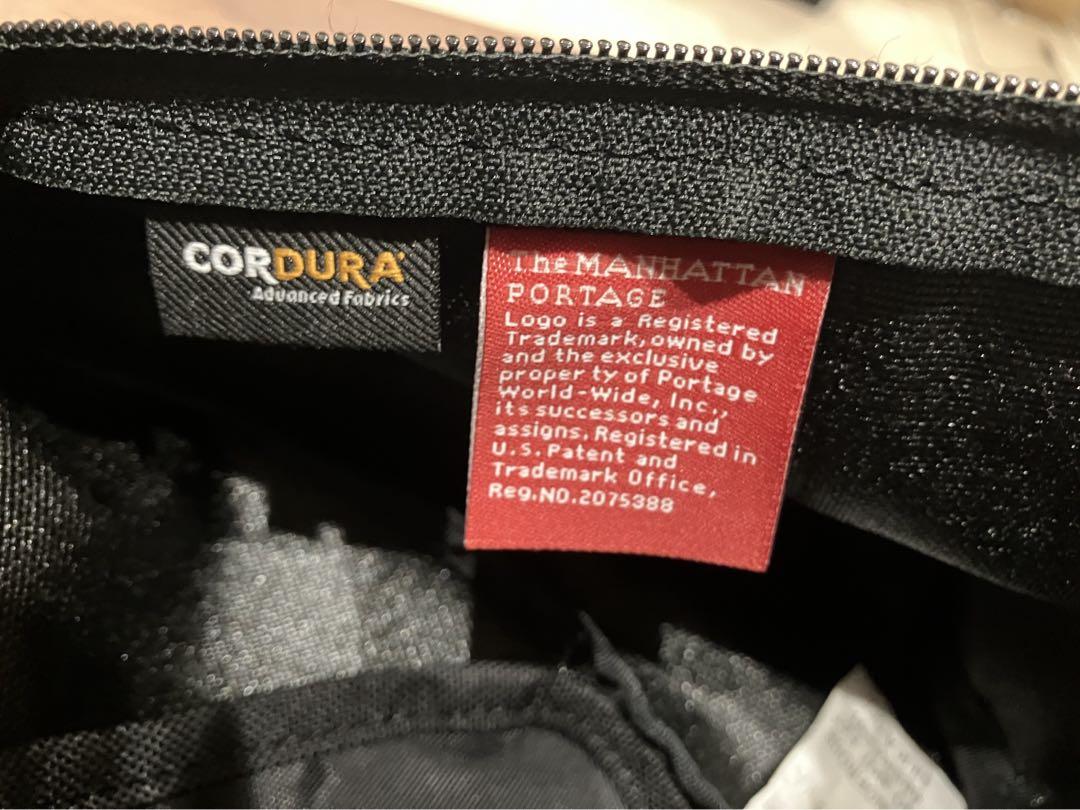 CORDURA
Advanced Fabrics
The MANHATTAN
PORTAGE
Logo is a Registered
Trademark, owned by
and the exclusive
property of Portage
World-Wide, Inc.,
its successors and
assigns. Registered in
U.S. Patent and
Trademark Office,
Reg.NO.2075388